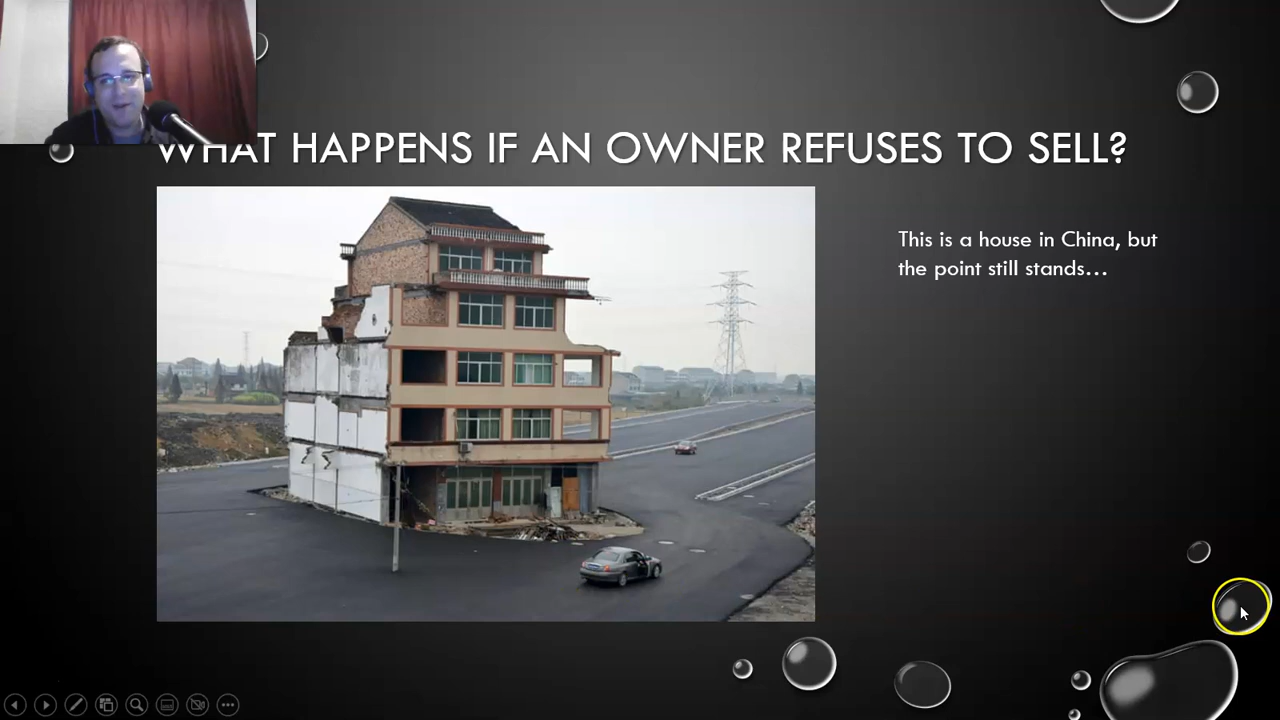 WHAT HAPPENS IF AN OWNER REFUSES TO SELL?
This is a house in China, but
the point still stands…